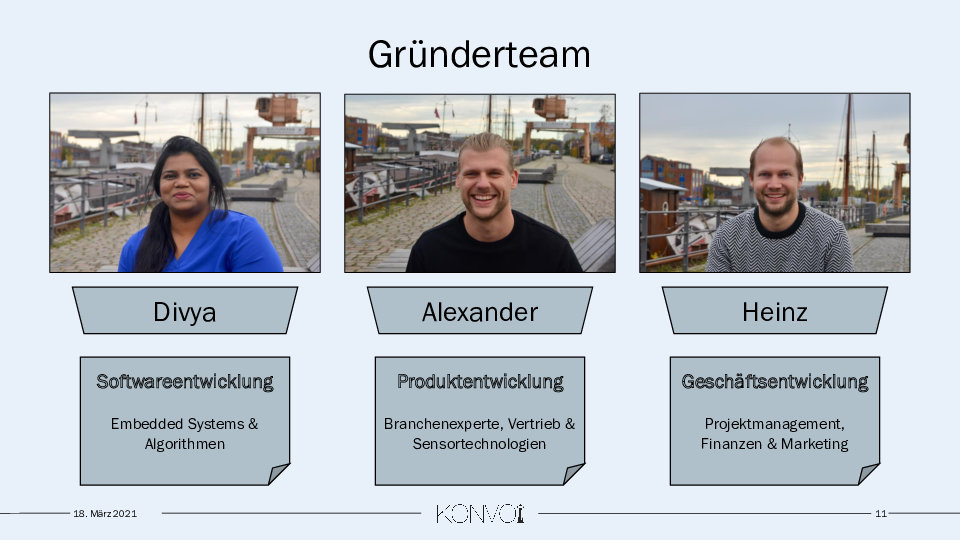 Gründerteam
Divya
Alexander
Heinz
Softwareentwicklung
Embedded Systems &
Algorithmen
Produktentwicklung
Branchenexperte, Vertrieb &
Sensortechnologien
Geschäftsentwicklung
Projektmanagement,
Finanzen & Marketing
18. März 2021
KONVOI
11